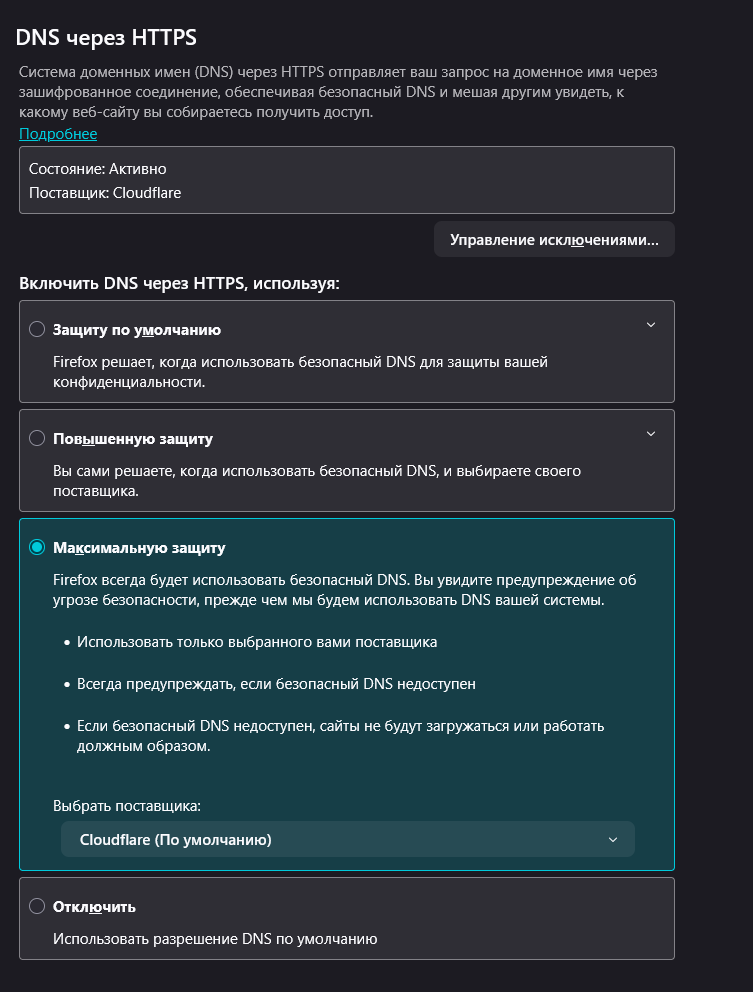 DNS через HTTPS
Система доменных имен (DNS) через HTTPS отправляет ваш запрос на доменное имя через
зашифрованное соединение, обеспечивая безопасный DNS и мешая другим увидеть, к
какому веб-сайту вы собираетесь получить доступ.
Подробнее
Состояние: Активно
Поставщик: Cloudflare
Управление исключениями...
Включить DNS через HTTPS, используя:
Защиту по умолчанию
Firefox решает, когда использовать безопасный DNS для защиты вашей
конфиденциальности.
Повышенную защиту
Вы сами решаете, когда использовать безопасный DNS, и выбираете своего
поставщика.
Максимальную защиту
Firefox всегда будет использовать безопасный DNS. Вы увидите предупреждение об
угрозе безопасности, прежде чем мы будем использовать DNS вашей системы.
• Использовать только выбранного вами поставщика
• Всегда предупреждать, если безопасный DNS недоступен
• Если безопасный DNS недоступен, сайты не будут загружаться или работать
должным образом.
Выбрать поставщика:
Cloudflare (По умолчанию)
Отключить
Использовать разрешение DNS по умолчанию